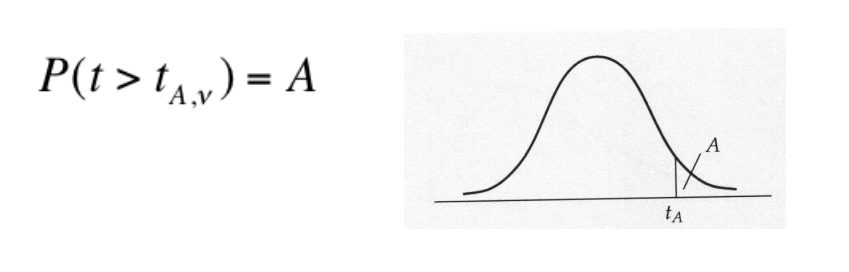 P(t > t_{A,ν}) = A
A
t_A